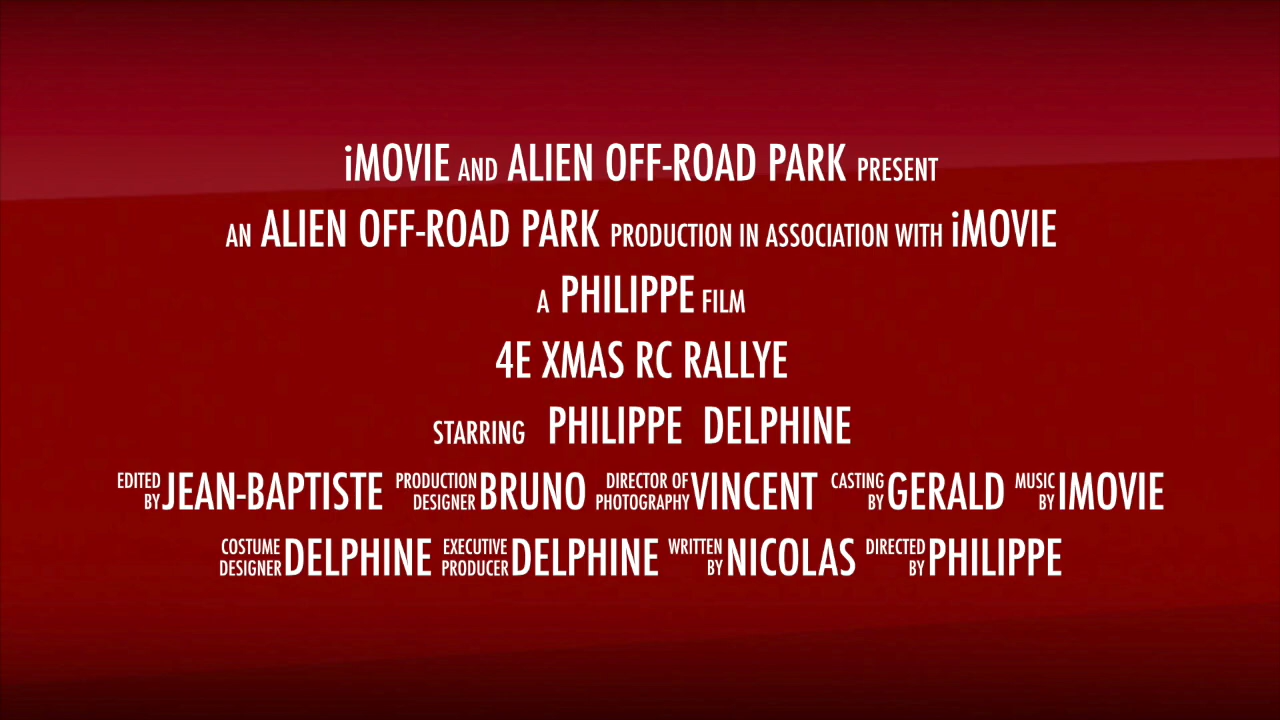 iMOVIE AND ALIEN OFF-ROAD PARK PRESENT
AN ALIEN OFF-ROAD PARK PRODUCTION IN ASSOCIATION WITH iMOVIE
A PHILIPPE FILM
4E XMAS RC RALLYE
STARRING PHILIPPE DELPHINE
EDITED BY JEAN-BAPTISTE PRODUCTION DESIGNER BRUNO DIRECTOR OF PHOTOGRAPHY VINCENT CASTING BY GERALD MUSIC BY IMOVIE
COSTUME DESIGNER DELPHINE EXECUTIVE PRODUCER DELPHINE WRITTEN BY NICOLAS DIRECTED BY PHILIPPE